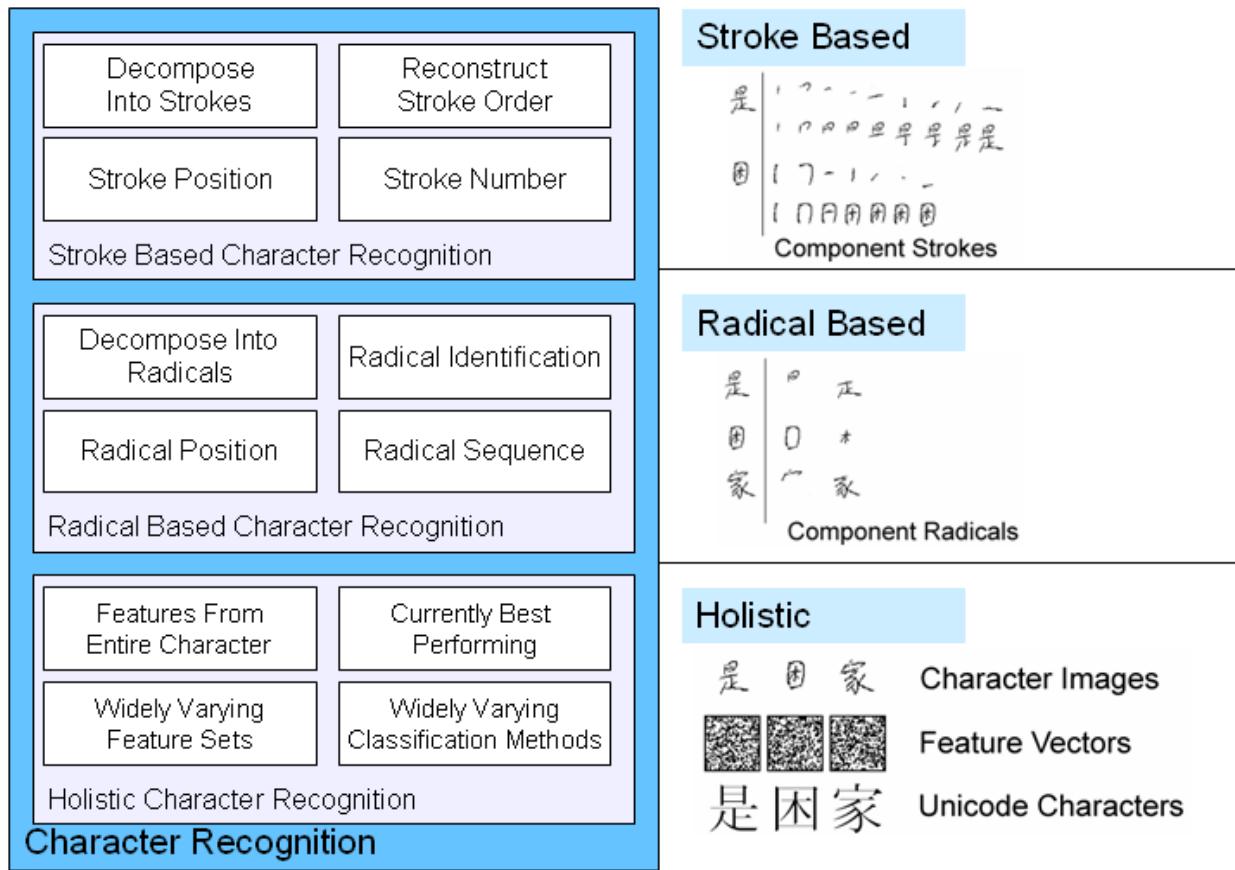 Decompose
Into Strokes
Reconstruct
Stroke Order
Stroke Position
Stroke Number
Stroke Based Character Recognition
Decompose Into
Radicals
Radical Identification
Radical Position
Radical Sequence
Radical Based Character Recognition
Features From
Entire Character
Currently Best
Performing
Widely Varying
Feature Sets
Widely Varying
Classification Methods
Holistic Character Recognition
Character Recognition
Stroke Based
是
困
Component Strokes
Radical Based
是 正
困 木
家 豕
Component Radicals
Holistic
是 困 家 Character Images
Feature Vectors
是困家 Unicode Characters